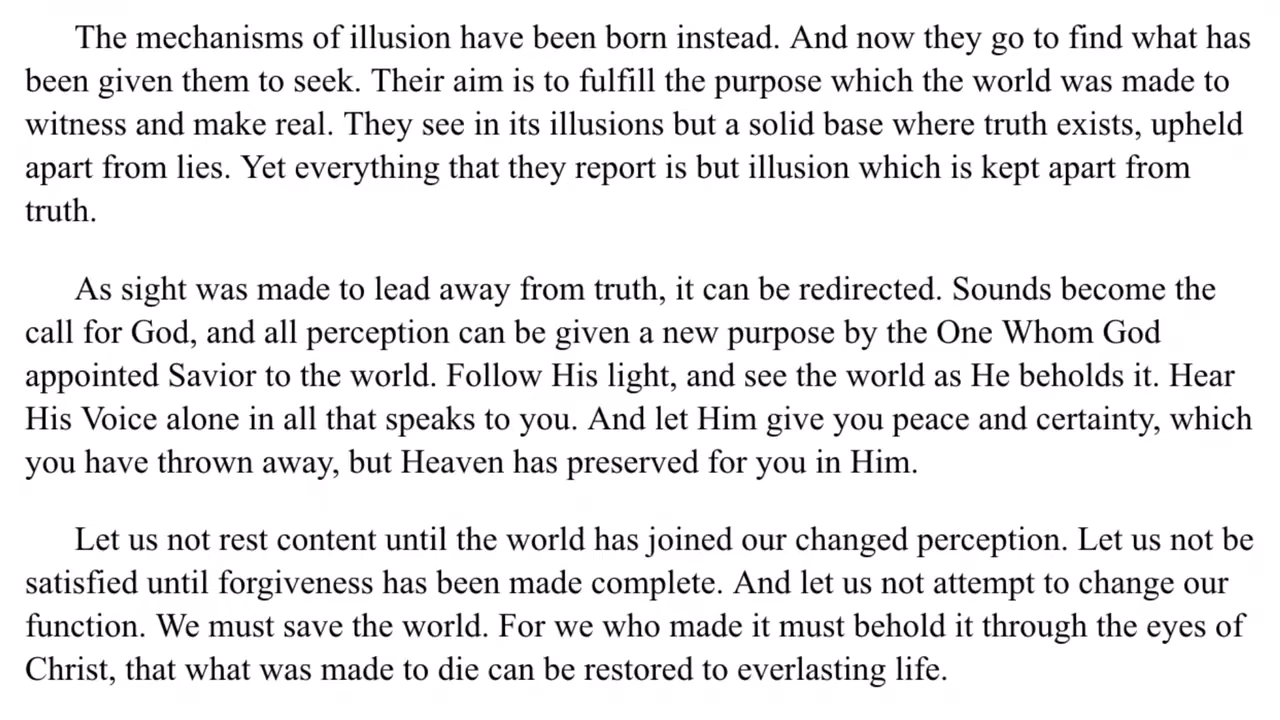 The mechanisms of illusion have been born instead. And now they go to find what has
been given them to seek. Their aim is to fulfill the purpose which the world was made to
witness and make real. They see in its illusions but a solid base where truth exists, upheld
apart from lies. Yet everything that they report is but illusion which is kept apart from
truth.
As sight was made to lead away from truth, it can be redirected. Sounds become the
call for God, and all perception can be given a new purpose by the One Whom God
appointed Savior to the world. Follow His light, and see the world as He beholds it. Hear
His Voice alone in all that speaks to you. And let Him give you peace and certainty, which
you have thrown away, but Heaven has preserved for you in Him.
Let us not rest content until the world has joined our changed perception. Let us not be
satisfied until forgiveness has been made complete. And let us not attempt to change our
function. We must save the world. For we who made it must behold it through the eyes of
Christ, that what was made to die can be restored to everlasting life.